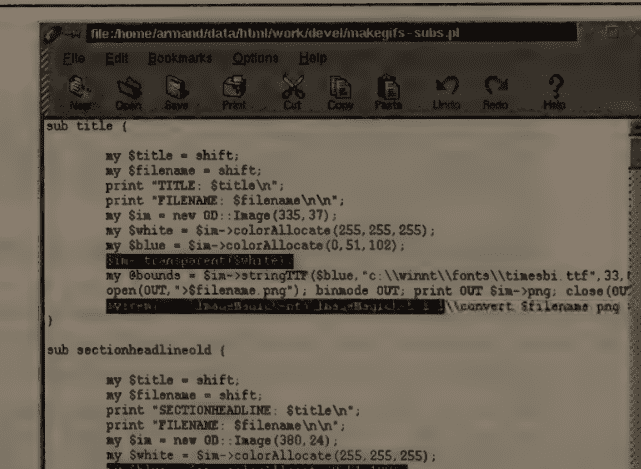 file:/home/armand/data/html/work/devel/makegifs-subs.pl
File Edit Bookmarks Options Help
New Open Save Print Cut Copy Paste Undo Redo Help
sub title {
my $title = shift;
my $filename = shift;
print "TITLE: $title\n";
print "FILENAME: $filename\n\n";
my $im = new GD::Image(335,37);
my $white = $im->colorAllocate(255,255,255);
my $blue = $im->colorAllocate(0,51,102);
$im->transparent($white);
my @bounds = $im->stringTTF($blue,"c:\\winnt\\fonts\\timesbi.ttf",33,
open(OUT,">$filename.png"); binmode OUT; print OUT $im->png; close(OUT
\\convert $filename png
}
sub sectionheadlineold {
my $title = shift;
my $filename = shift;
print "SECTIONHEADLINE: $title\n";
print "FILENAME: $filename\n\n";
my $im = new GD::Image(380,24);
my $white = $im->colorAllocate(255,255,255);